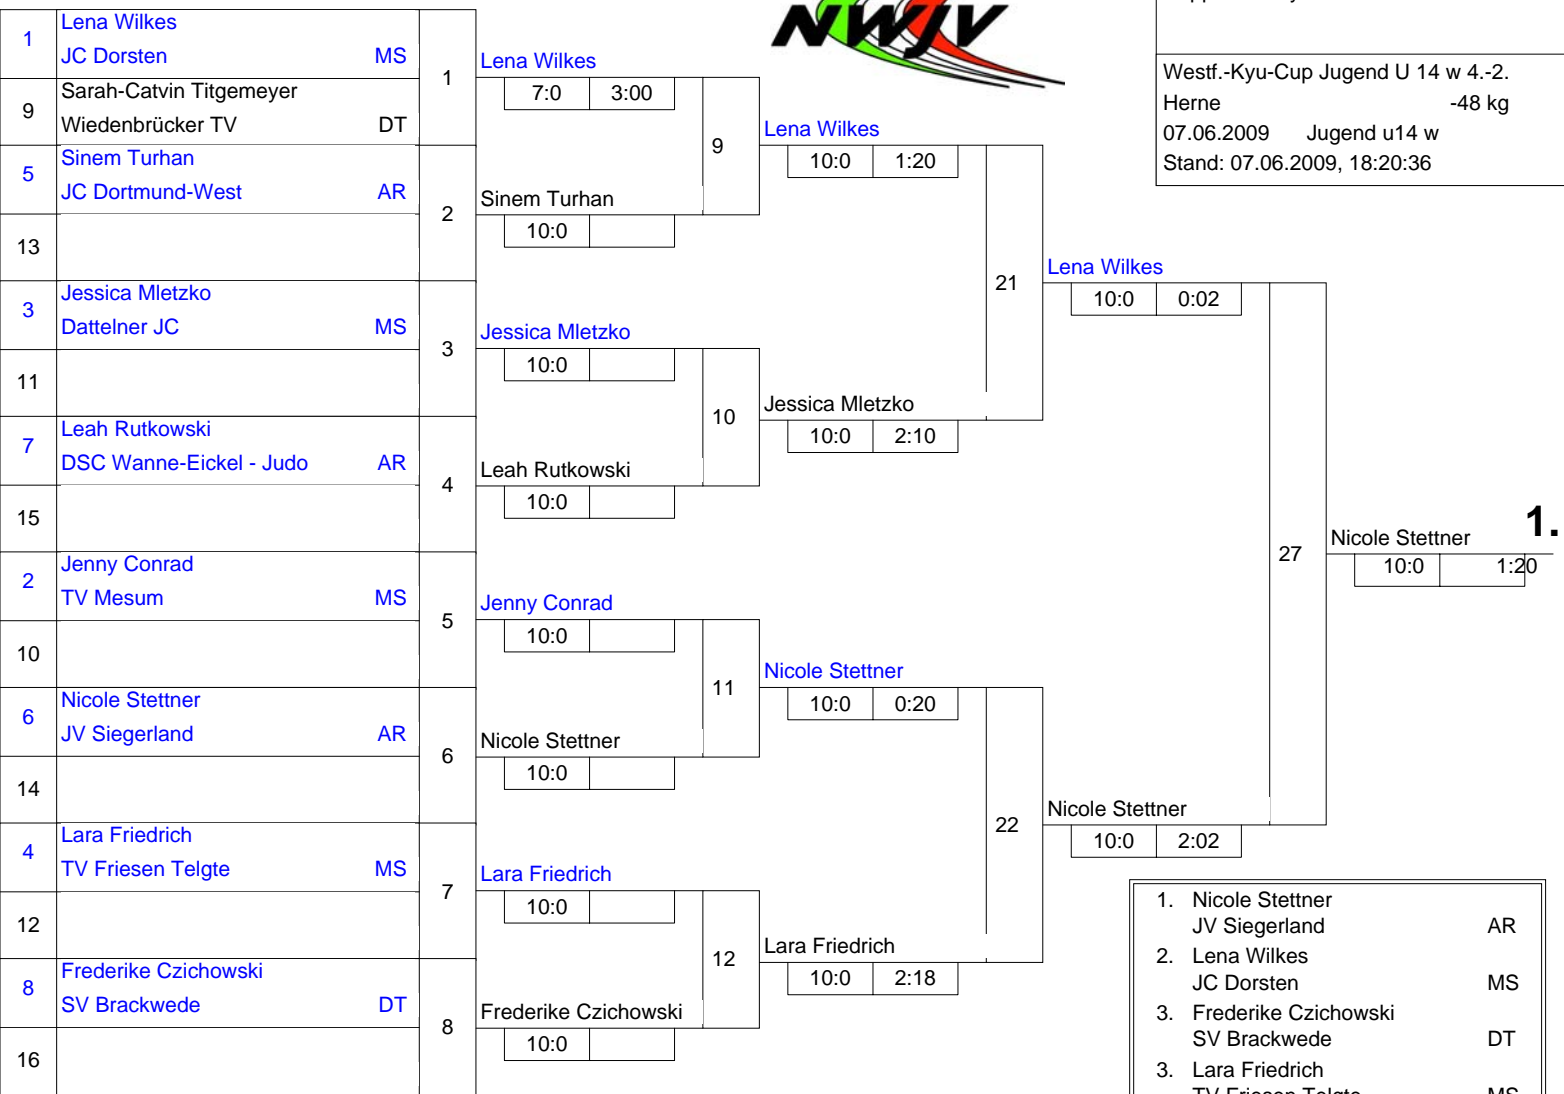 NWJV
Westf.-Kyu-Cup Jugend U 14 w 4.-2.
Herne -48 kg
07.06.2009 Jugend u14 w
Stand: 07.06.2009, 18:20:36
1 Lena Wilkes
JC Dorsten MS
9 Sarah-Catvin Titgemeyer
Wiedenbrücker TV DT
5 Sinem Turhan
JC Dortmund-West AR
13
3 Jessica Mletzko
Dattelner JC MS
11
7 Leah Rutkowski
DSC Wanne-Eickel - Judo AR
15
2 Jenny Conrad
TV Mesum MS
10
6 Nicole Stettner
JV Siegerland AR
14
4 Lara Friedrich
TV Friesen Telgte MS
12
8 Frederike Czichowski
SV Brackwede DT
16
1 Lena Wilkes
7:0 3:00
2 Sinem Turhan
10:0
3 Jessica Mletzko
10:0
4 Leah Rutkowski
10:0
5 Jenny Conrad
10:0
6 Nicole Stettner
10:0
7 Lara Friedrich
10:0
8 Frederike Czichowski
10:0
9 Lena Wilkes
10:0 1:20
10 Jessica Mletzko
10:0 2:10
11 Nicole Stettner
10:0 0:20
12 Lara Friedrich
10:0 2:18
21 Lena Wilkes
10:0 0:02
22 Nicole Stettner
10:0 2:02
27 Nicole Stettner 1.
10:0 1:20
1. Nicole Stettner
JV Siegerland AR
2. Lena Wilkes
JC Dorsten MS
3. Frederike Czichowski
SV Brackwede DT
3. Lara Friedrich
TV Friesen Telgte MS